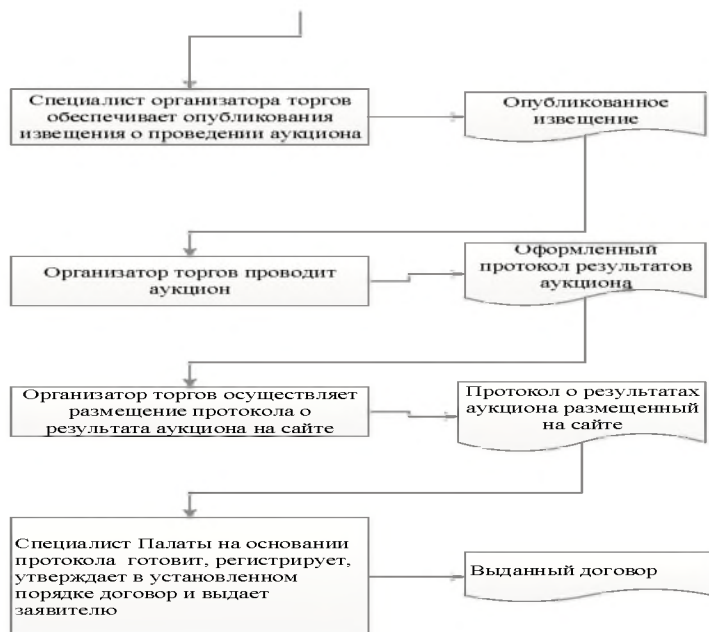 Специалист организатора торгов
обеспечивает опубликования
извещения о проведении аукциона
Опубликованное
извещение
Организатор торгов проводит
аукцион
Оформленный
протокол результатов
аукциона
Организатор торгов осуществляет
размещение протокола о
результата аукциона на сайте
Протокол о результатах
аукциона размещенный
на сайте
Специалист Палаты на основании
протокола готовит, регистрирует,
утверждает в установленном
порядке договор и выдает
заявителю
Выданный договор